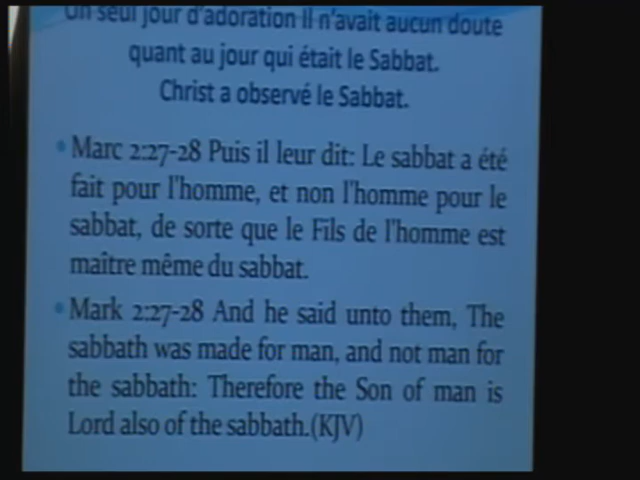 Un seul jour d'adoration Il n'avait aucun doute
quant au jour qui était le Sabbat.
Christ a observé le Sabbat.
• Marc 2:27-28 Puis il leur dit: Le sabbat a été
fait pour l'homme, et non l'homme pour le
sabbat, de sorte que le Fils de l'homme est
maître même du sabbat.
• Mark 2:27-28 And he said unto them, The
sabbath was made for man, and not man for
the sabbath: Therefore the Son of man is
Lord also of the sabbath.(KJV)